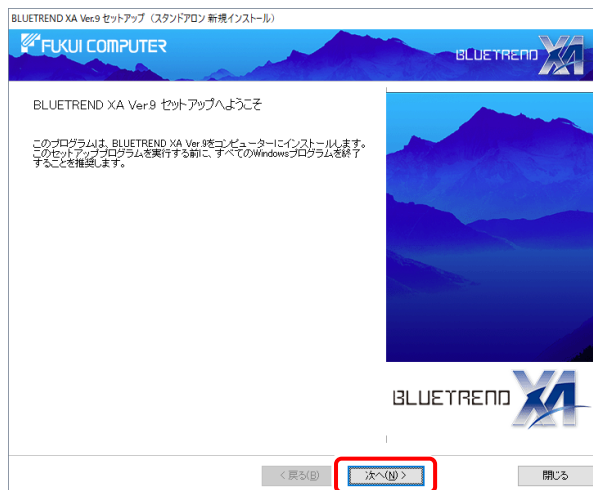 BLUETREND XA Ver.9 セットアップ（スタンドアロン 新規インストール）
FUKUI COMPUTER
BLUETREND XA
BLUETREND XA Ver.9 セットアップへようこそ
このプログラムは、BLUETREND XA Ver.9をコンピューターにインストールします。
このセットアッププログラムを実行する前に、すべてのWindowsプログラムを終了
することを推奨します。
BLUETREND XA
< 戻る(B)
次へ(N) >
閉じる